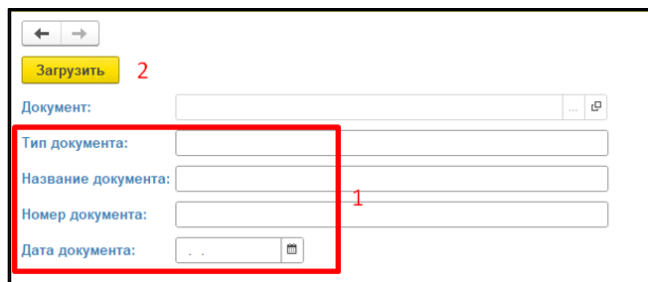 Загрузить 2
Документ:
Тип документа:
Название документа:
1
Номер документа:
Дата документа: . .